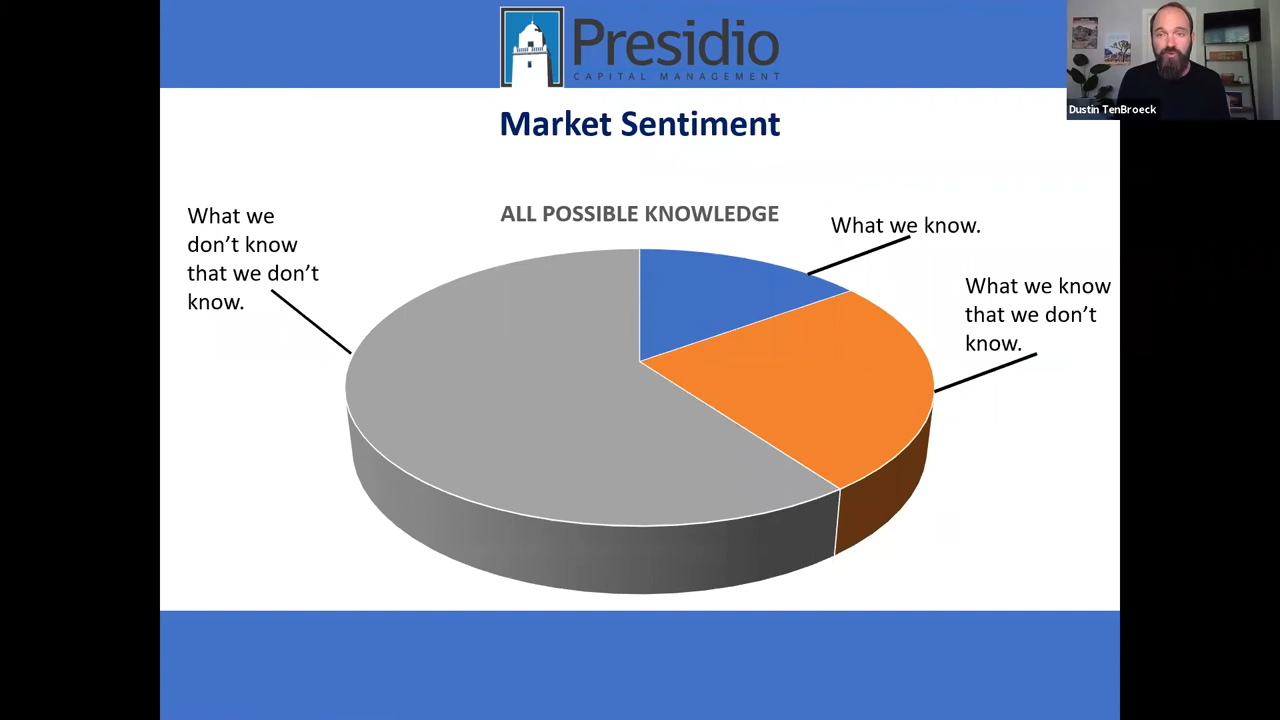 Presidio
CAPITAL MANAGEMENT
Dustin TenBroeck
Market Sentiment
ALL POSSIBLE KNOWLEDGE
What we
don’t know
that we don’t
know.
What we know.
What we know
that we don’t
know.